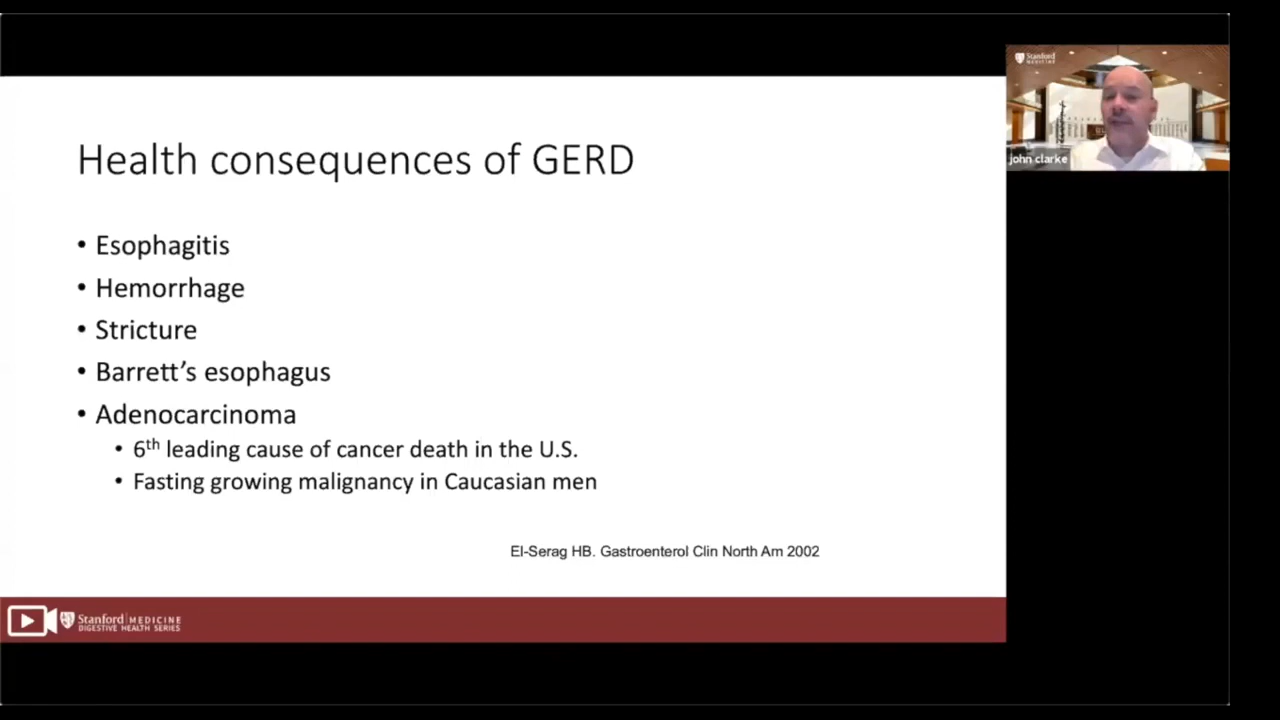 Health consequences of GERD
• Esophagitis
• Hemorrhage
• Stricture
• Barrett’s esophagus
• Adenocarcinoma
• 6th leading cause of cancer death in the U.S.
• Fasting growing malignancy in Caucasian men
El-Serag HB. Gastroenterol Clin North Am 2002
Stanford MEDICINE
DIGESTIVE HEALTH SERIES
Stanford
MEDICINE
john clarke